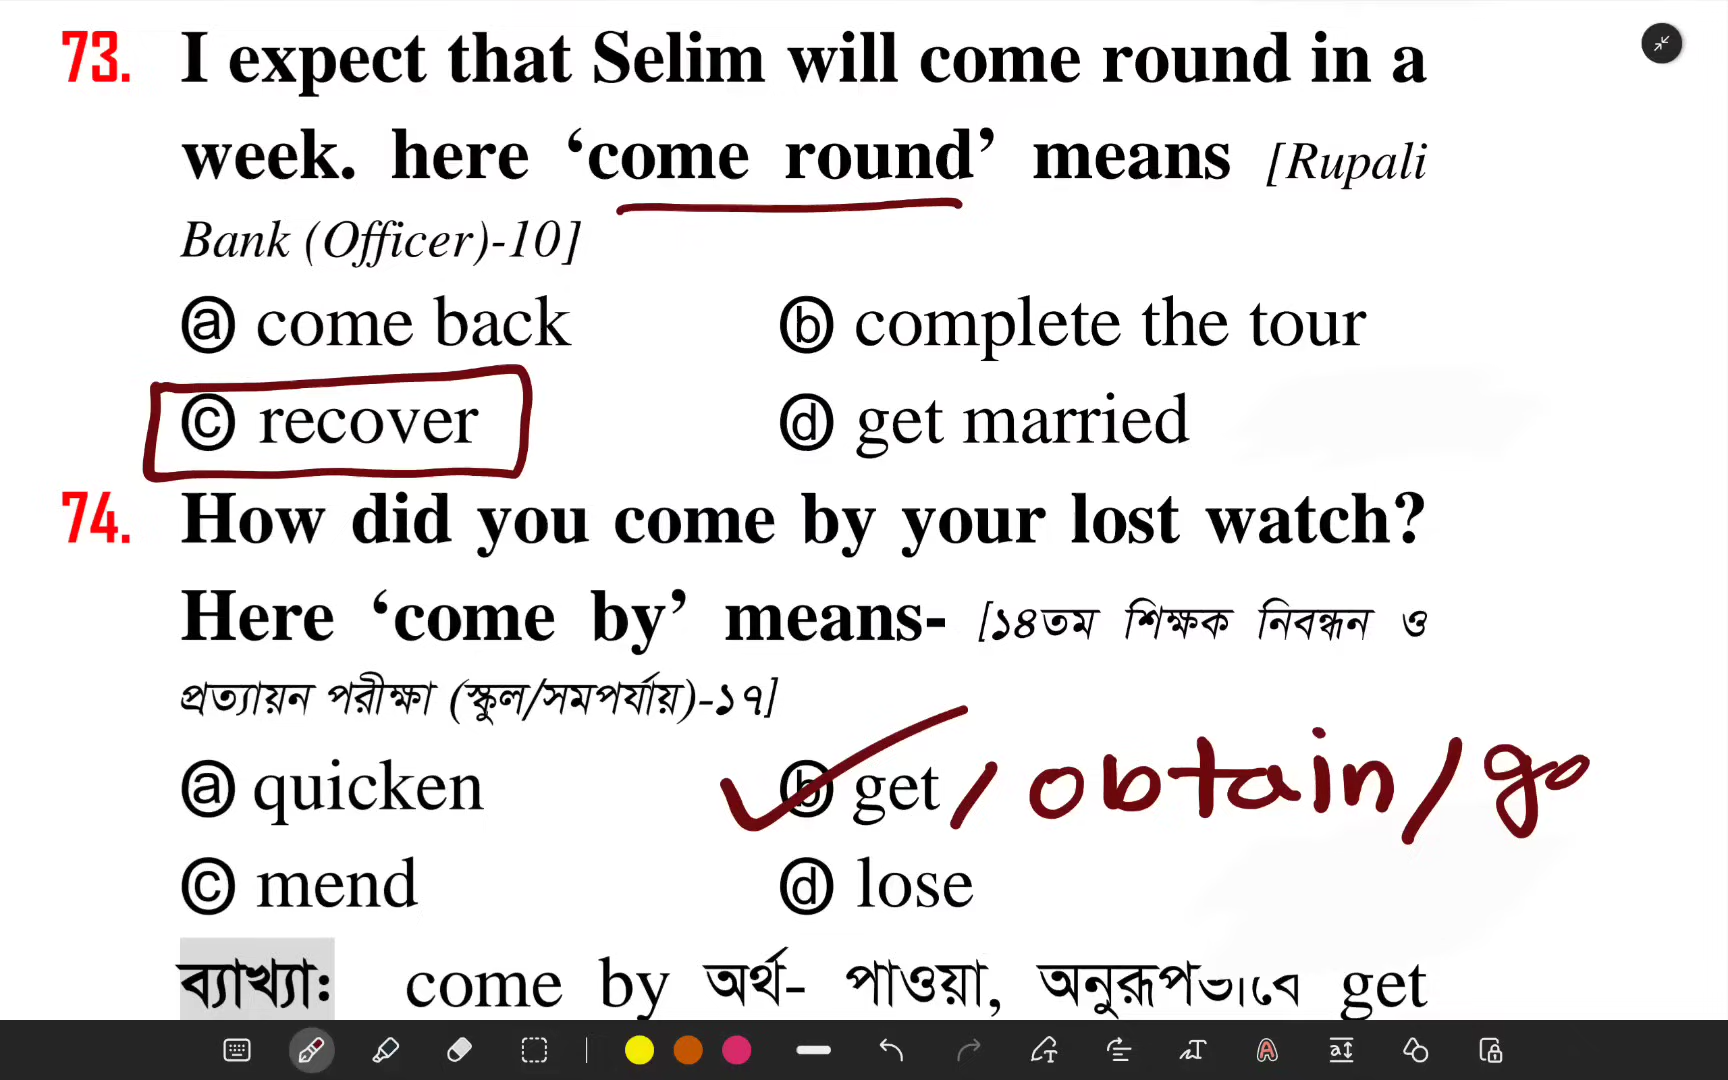 73. I expect that Selim will come round in a
week. here ‘come round’ means [Rupali
Bank (Officer)-10]
ⓐ come back ⓑ complete the tour
ⓒ recover ⓓ get married
74. How did you come by your lost watch?
Here ‘come by’ means- [১৪তম শিক্ষক নিবন্ধন ও
প্রত্যায়ন পরীক্ষা (স্কুল/সমপর্যায়)-১৭]
ⓐ quicken ⓑ get / obtain / go
ⓒ mend ⓓ lose
ব্যাখ্যাঃ come by অর্থ- পাওয়া, অনুরূপভাবে get